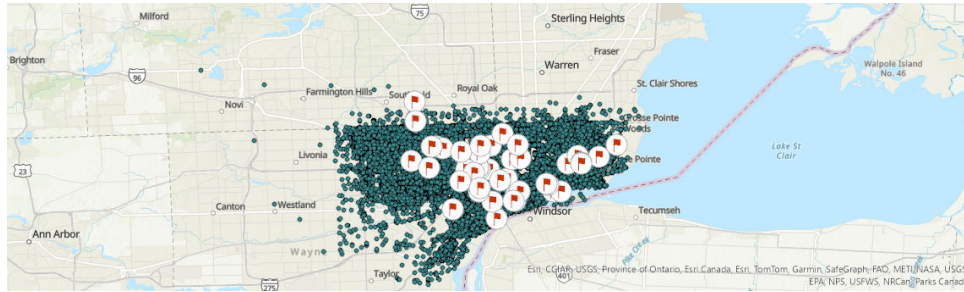 Milford
75
Sterling Heights
Brighton
Fraser
Warren
Walpole Island
No. 46
96
St. Clair Shores
Farmington Hills
Royal Oak
Novi
Grosse Pointe
Woods
Livonia
Lake St
Clair
23
Pointe
Canton
Westland
Windsor
Tecumseh
Ann Arbor
Wayn
Taylor
275
401
Esri, CGIAR, USGS, Province of Ontario, Esri Canada, Esri, TomTom, Garmin, SafeGraph, FAO, METI/NASA, USGS
EPA, NPS, USFWS, NRCan, Parks Canad